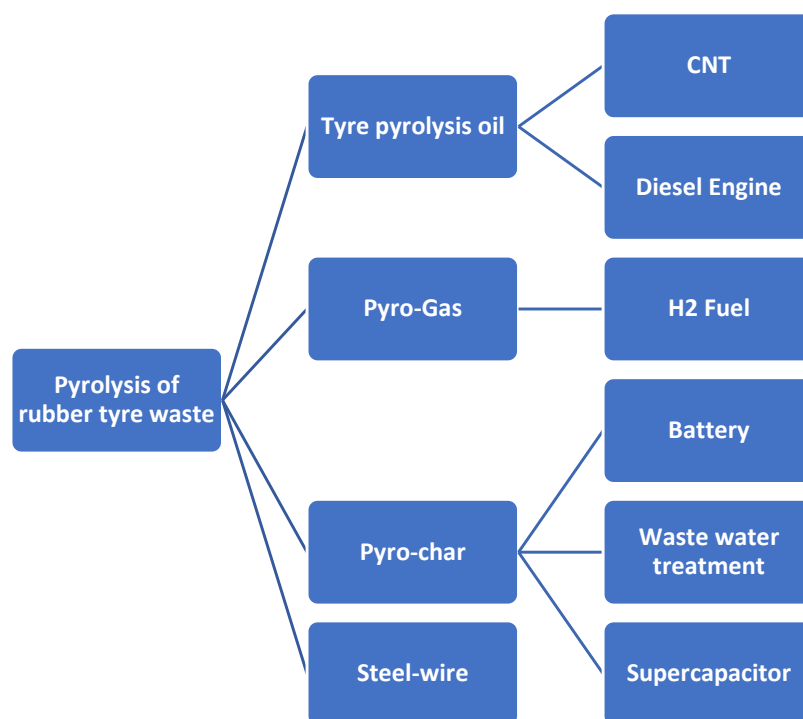 CNT
Tyre pyrolysis oil
Diesel Engine
Pyro-Gas
H2 Fuel
Pyrolysis of
rubber tyre waste
Battery
Pyro-char
Waste water
treatment
Steel-wire
Supercapacitor